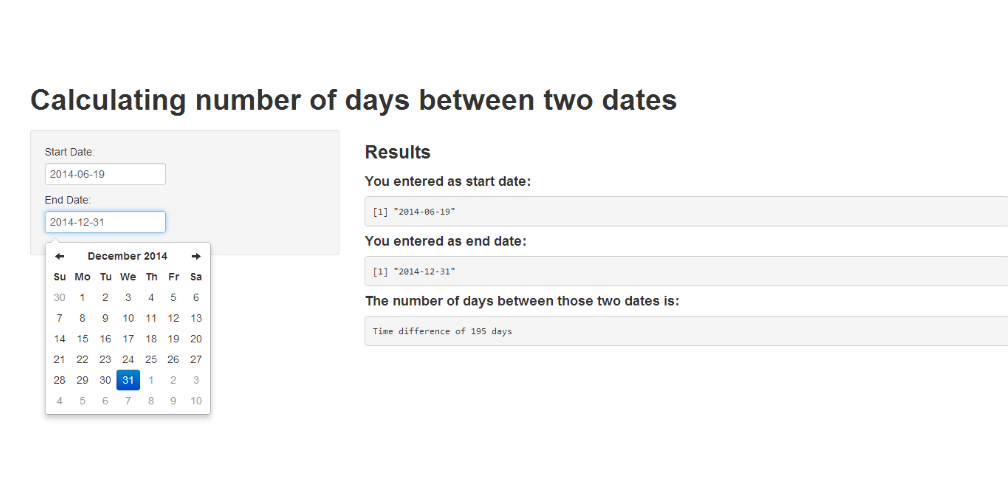 Calculating number of days between two dates
Start Date:
2014-06-19
End Date:
2014-12-31
December 2014
Su Mo Tu We Th Fr Sa
30 1 2 3 4 5 6
7 8 9 10 11 12 13
14 15 16 17 18 19 20
21 22 23 24 25 26 27
28 29 30 31 1 2 3
4 5 6 7 8 9 10
Results
You entered as start date:
[1] "2014-06-19"
You entered as end date:
[1] "2014-12-31"
The number of days between those two dates is:
Time difference of 195 days